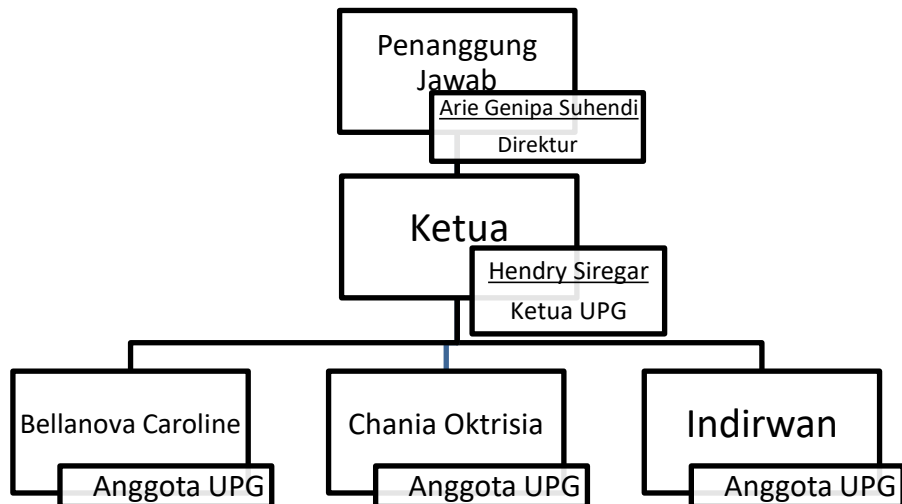 Penanggung
Jawab
Arie Genipa Suhendi
Direktur
Ketua
Hendry Siregar
Ketua UPG
Bellanova Caroline
Anggota UPG
Chania Oktrisia
Anggota UPG
Indirwan
Anggota UPG